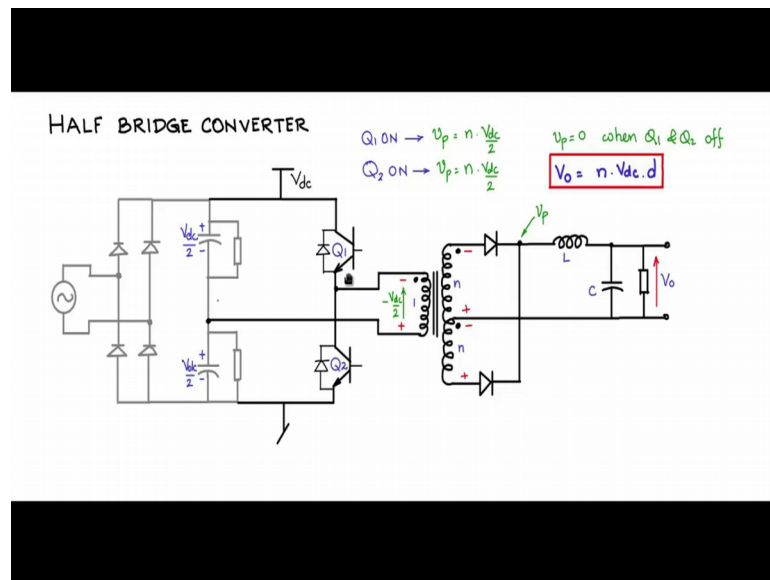 HALF BRIDGE CONVERTER
Q1 ON → vp = n · Vdc/2
vp = 0 when Q1 & Q2 off
Q2 ON → vp = n · Vdc/2
Vo = n · Vdc . d
Vdc
vp
Vdc/2 + -
Q1
L
- Vdc/2 +
1
n
- +
C
Vo
Vdc/2 + -
Q2
n
- +